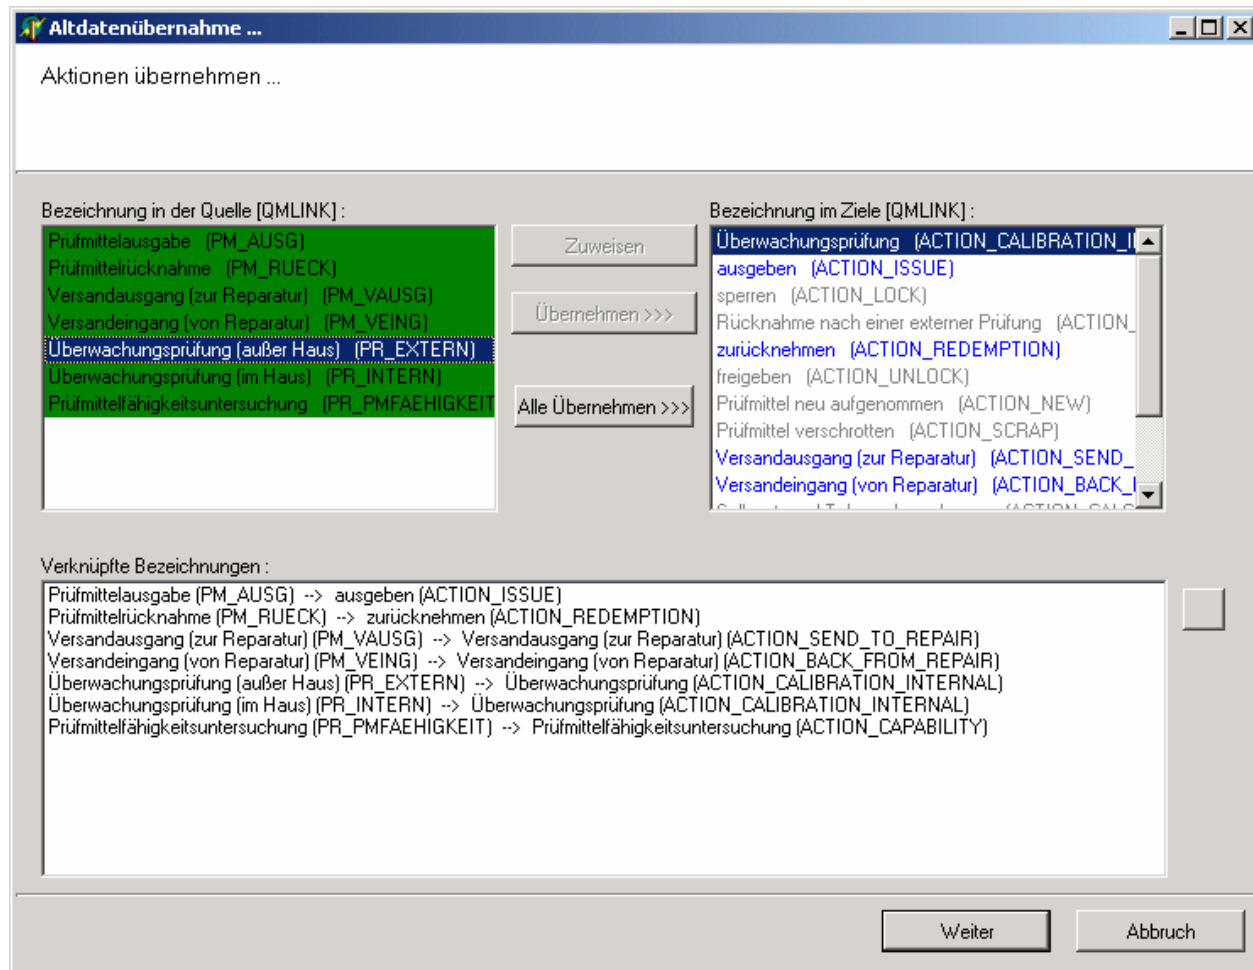 Altdatenübernahme ...
Aktionen übernehmen ...
Bezeichnung in der Quelle [QMLINK] :
Prüfmittelausgabe (PM_AUSG)
Prüfmittelrücknahme (PM_RUECK)
Versandausgang (zur Reparatur) (PM_VAUSG)
Versandeingang (von Reparatur) (PM_VEING)
Überwachungsprüfung (außer Haus) (PR_EXTERN)
Überwachungsprüfung (im Haus) (PR_INTERN)
Prüfmittelfähigkeitsuntersuchung (PR_PMFAEHIGKEIT
Zuweisen
Übernehmen >>>
Alle Übernehmen >>>
Bezeichnung im Ziele [QMLINK] :
Überwachungsprüfung (ACTION_CALIBRATION_I
ausgeben (ACTION_ISSUE)
sperren (ACTION_LOCK)
Rücknahme nach einer externer Prüfung (ACTION_
zurücknehmen (ACTION_REDEMPTION)
freigeben (ACTION_UNLOCK)
Prüfmittel neu aufgenommen (ACTION_NEW)
Prüfmittel verschrotten (ACTION_SCRAP)
Versandausgang (zur Reparatur) (ACTION_SEND_
Versandeingang (von Reparatur) (ACTION_BACK_
Verknüpfte Bezeichnungen :
Prüfmittelausgabe (PM_AUSG) --> ausgeben (ACTION_ISSUE)
Prüfmittelrücknahme (PM_RUECK) --> zurücknehmen (ACTION_REDEMPTION)
Versandausgang (zur Reparatur) (PM_VAUSG) --> Versandausgang (zur Reparatur) (ACTION_SEND_TO_REPAIR)
Versandeingang (von Reparatur) (PM_VEING) --> Versandeingang (von Reparatur) (ACTION_BACK_FROM_REPAIR)
Überwachungsprüfung (außer Haus) (PR_EXTERN) --> Überwachungsprüfung (ACTION_CALIBRATION_INTERNAL)
Überwachungsprüfung (im Haus) (PR_INTERN) --> Überwachungsprüfung (ACTION_CALIBRATION_INTERNAL)
Prüfmittelfähigkeitsuntersuchung (PR_PMFAEHIGKEIT) --> Prüfmittelfähigkeitsuntersuchung (ACTION_CAPABILITY)
Weiter
Abbruch